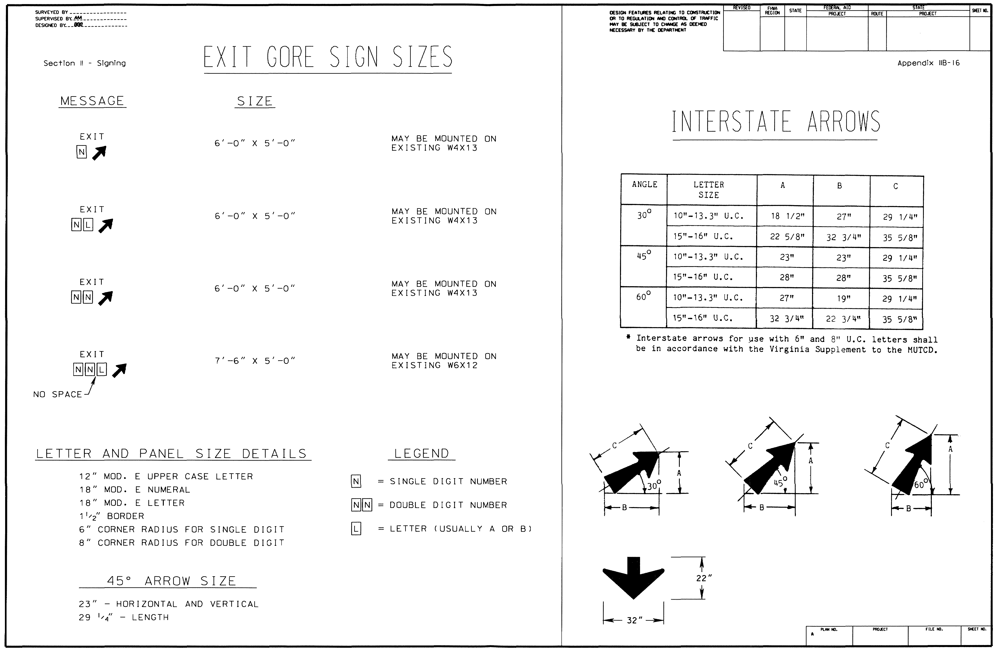 SURVEYED BY
SUPERVISED BY AAA
DESIGNED BY BBB
Section II - Signing
EXIT GORE SIGN SIZES
MESSAGE SIZE
EXIT
N
6'-0" X 5'-0"
MAY BE MOUNTED ON
EXISTING W4X13
EXIT
N L
6'-0" X 5'-0"
MAY BE MOUNTED ON
EXISTING W4X13
EXIT
N N
6'-0" X 5'-0"
MAY BE MOUNTED ON
EXISTING W4X13
EXIT
N N L
NO SPACE
7'-6" X 5'-0"
MAY BE MOUNTED ON
EXISTING W6X12
LETTER AND PANEL SIZE DETAILS
12" MOD. E UPPER CASE LETTER
18" MOD. E NUMERAL
18" MOD. E LETTER
1 1/2" BORDER
6" CORNER RADIUS FOR SINGLE DIGIT
8" CORNER RADIUS FOR DOUBLE DIGIT
45° ARROW SIZE
23" - HORIZONTAL AND VERTICAL
29 1/4" - LENGTH
LEGEND
N = SINGLE DIGIT NUMBER
N N = DOUBLE DIGIT NUMBER
L = LETTER (USUALLY A OR B)
DESIGN FEATURES RELATING TO CONSTRUCTION
OR TO REGULATION AND CONTROL OF TRAFFIC
MAY BE SUBJECT TO CHANGE AS DEEMED
NECESSARY BY THE DEPARTMENT
REVISED
FHWA
REGION
STATE
FEDERAL AID
PROJECT
STATE
ROUTE PROJECT
SHEET NO.
Appendix IIB-16
INTERSTATE ARROWS
ANGLE LETTER SIZE A B C
30° 10"-13.3" U.C. 18 1/2" 27" 29 1/4"
15"-16" U.C. 22 5/8" 32 3/4" 35 5/8"
45° 10"-13.3" U.C. 23" 23" 29 1/4"
15"-16" U.C. 28" 28" 35 5/8"
60° 10"-13.3" U.C. 27" 19" 29 1/4"
15"-16" U.C. 32 3/4" 22 3/4" 35 5/8"
* Interstate arrows for use with 6" and 8" U.C. letters shall
be in accordance with the Virginia Supplement to the MUTCD.
C
A
30°
B
C
A
45°
B
C
A
60°
B
22"
32"
A
PLAN NO. PROJECT FILE NO. SHEET NO.